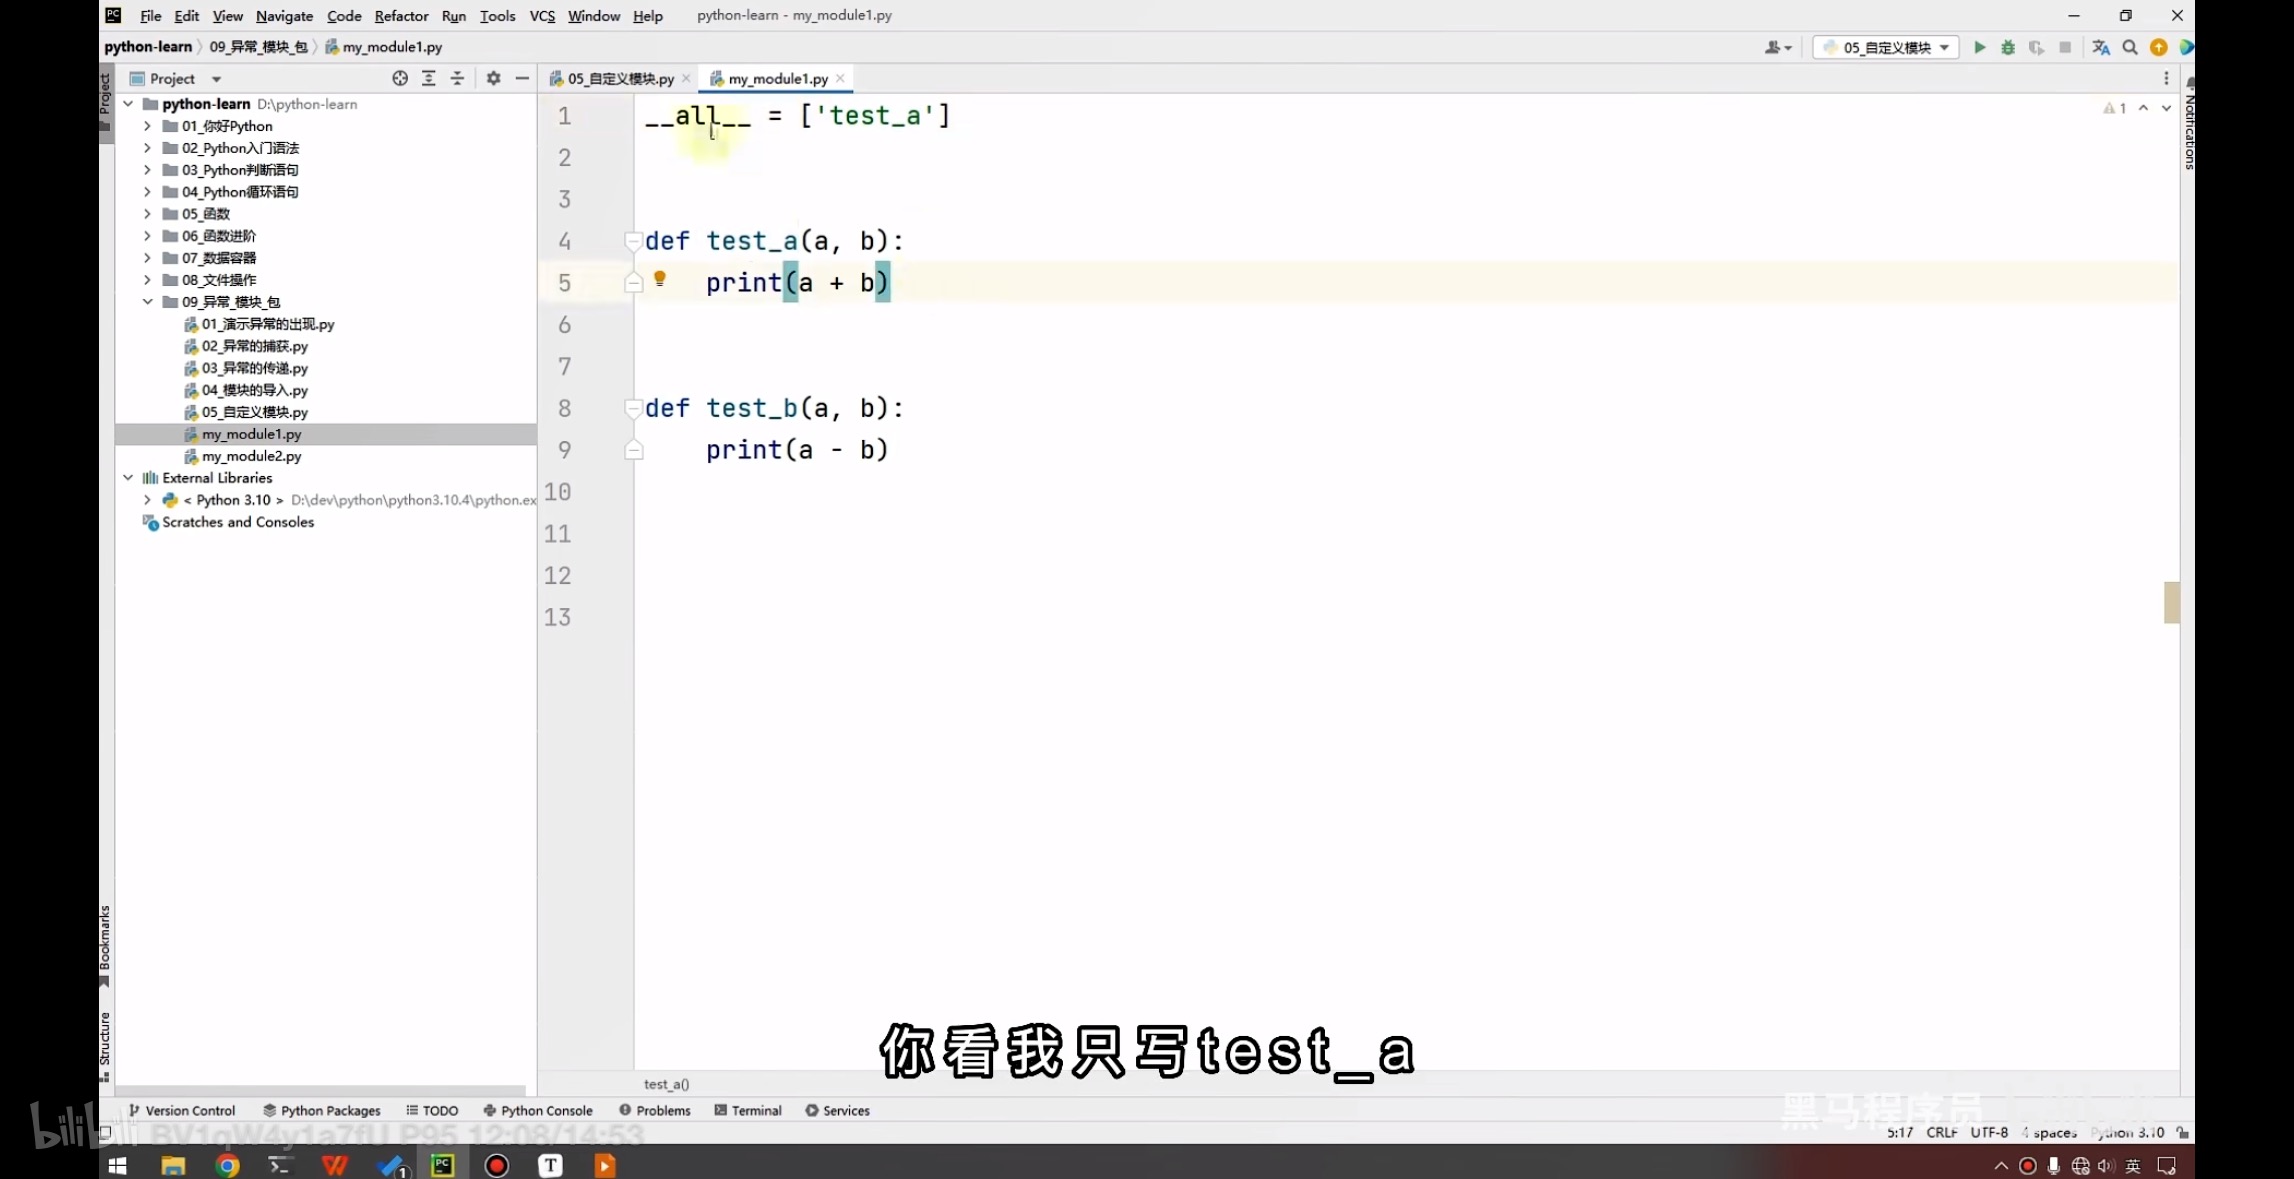 File Edit View Navigate Code Refactor Run Tools VCS Window Help python-learn - my_module1.py
python-learn 09_异常_模块_包 my_module1.py 05_自定义模块
Project 05_自定义模块.py my_module1.py
Project
python-learn D:\python-learn
01_你好Python
02_Python入门语法
03_Python判断语句
04_Python循环语句
05_函数
06_函数进阶
07_数据容器
08_文件操作
09_异常_模块_包
01_演示异常的出现.py
02_异常的捕获.py
03_异常的传递.py
04_模块的导入.py
05_自定义模块.py
my_module1.py
my_module2.py
External Libraries
< Python 3.10 > D:\dev\python\python3.10.4\python.ex
Scratches and Consoles
1 __all__ = ['test_a']
2
3
4 def test_a(a, b):
5 print(a + b)
6
7
8 def test_b(a, b):
9 print(a - b)
10
11
12
13
1
Notifications
Bookmarks
Structure
你看我只写test_a
test_a()
Version Control Python Packages TODO Python Console Problems Terminal Services
黑马程序员
bilibili BV1qW4y1a7fU P95 12:08/14:53
5:17 CRLF UTF-8 4 spaces Python 3.10
英